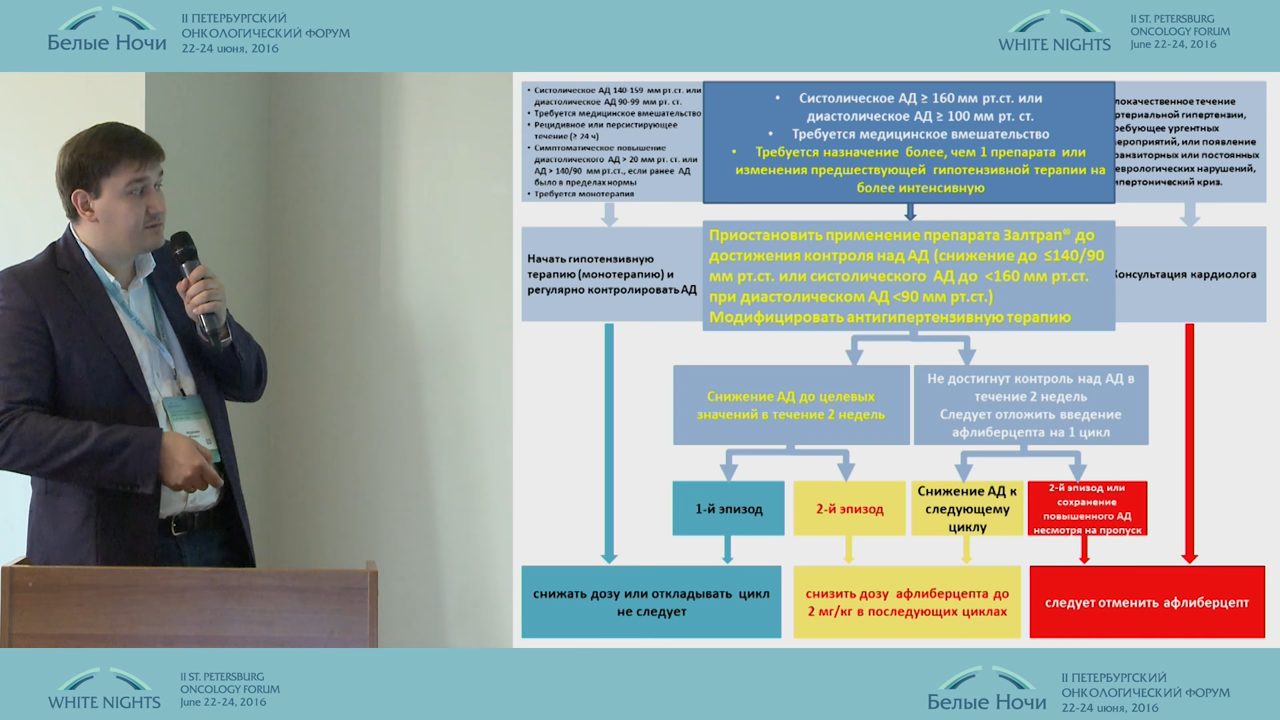 II ПЕТЕРБУРГСКИЙ
ОНКОЛОГИЧЕСКИЙ ФОРУМ
22-24 июня, 2016
Белые Ночи
II ST. PETERSBURG
ONCOLOGY FORUM
June 22-24, 2016
WHITE NIGHTS
• Систолическое АД 140-159 мм рт.ст. или
диастолическое АД 90-99 мм рт. ст.
• Требуется медицинское вмешательство
• Рецидивное или персистирующее
течение (≥ 24 ч)
• Симптоматическое повышение
диастолического АД > 20 мм рт. ст. или
АД > 140/90 мм рт.ст., если ранее АД
было в пределах нормы
• Требуется монотерапия
• Систолическое АД ≥ 160 мм рт.ст. или
диастолическое АД ≥ 100 мм рт. ст.
• Требуется медицинское вмешательство
• Требуется назначение более, чем 1 препарата или
изменения предшествующей гипотензивной терапии на
более интенсивную
локачественное течение
ртериальной гипертензии,
ребующее ургентных
ероприятий, или появление
ранзиторных или постоянных
еврологических нарушений,
ипертонический криз.
Начать гипотензивную
терапию (монотерапию) и
регулярно контролировать АД
Приостановить применение препарата Залтрап® до
достижения контроля над АД (снижение до ≤140/90
мм рт.ст. или систолического АД до <160 мм рт.ст.
при диастолическом АД <90 мм рт.ст.)
Модифицировать антигипертензивную терапию
Консультация кардиолога
Снижение АД до целевых
значений в течение 2 недель
Не достигнут контроль над АД в
течение 2 недель
Следует отложить введение
афлиберцепта на 1 цикл
1-й эпизод
2-й эпизод
Снижение АД к
следующему
циклу
2-й эпизод или
сохранение
повышенного АД
несмотря на пропуск
снижать дозу или откладывать цикл
не следует
снизить дозу афлиберцепта до
2 мг/кг в последующих циклах
следует отменить афлиберцепт
WHITE NIGHTS
II ST. PETERSBURG
ONCOLOGY FORUM
June 22-24, 2016
Белые Ночи
II ПЕТЕРБУРГСКИЙ
ОНКОЛОГИЧЕСКИЙ ФОРУМ
22-24 июня, 2016